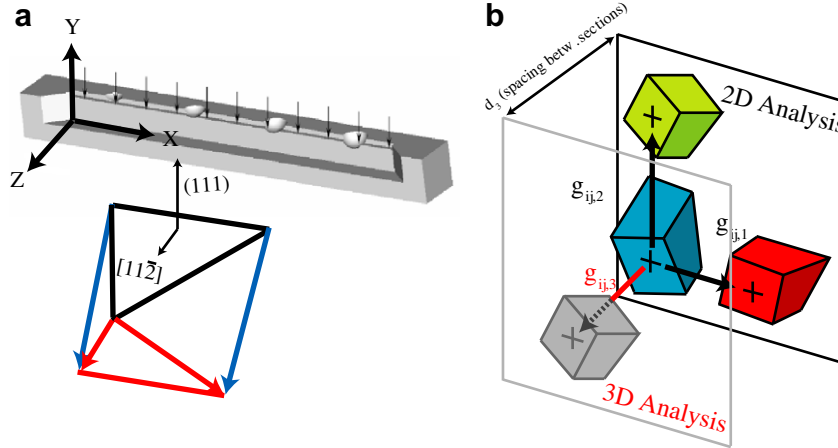 a
Y
X
Z
(111)
[112̅]
b
d3 (spacing betw .sections)
2D Analysis
gij,2
gij,1
gij,3
3D Analysis